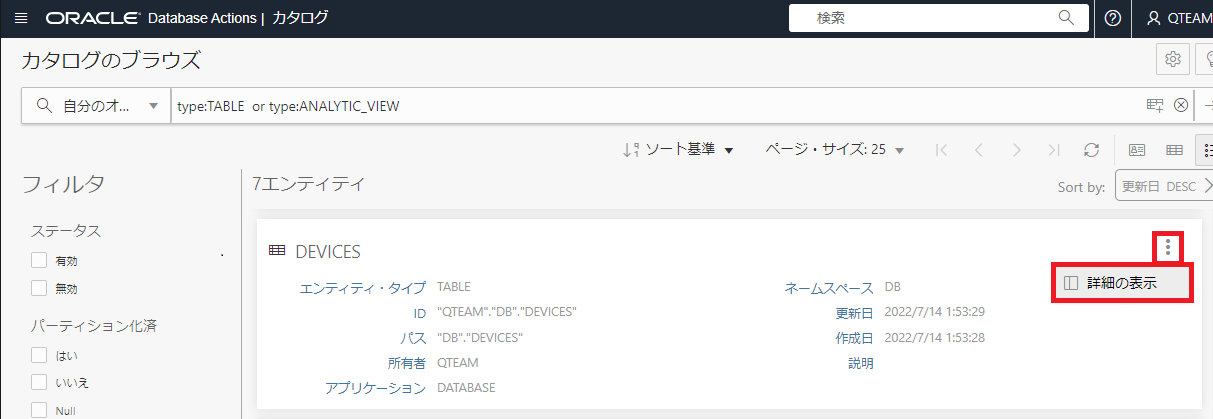 ORACLE Database Actions | カタログ
検索
QTEAM
カタログのブラウズ
自分のオ...
type:TABLE or type:ANALYTIC_VIEW
ソート基準
ページ・サイズ: 25
フィルタ
7エンティティ
Sort by: 更新日 DESC
ステータス
有効
無効
パーティション化済
はい
いいえ
Null
DEVICES
詳細の表示
エンティティ・タイプ TABLE
ID "QTEAM"."DB"."DEVICES"
パス "DB"."DEVICES"
所有者 QTEAM
アプリケーション DATABASE
ネームスペース DB
更新日 2022/7/14 1:53:29
作成日 2022/7/14 1:53:28
説明